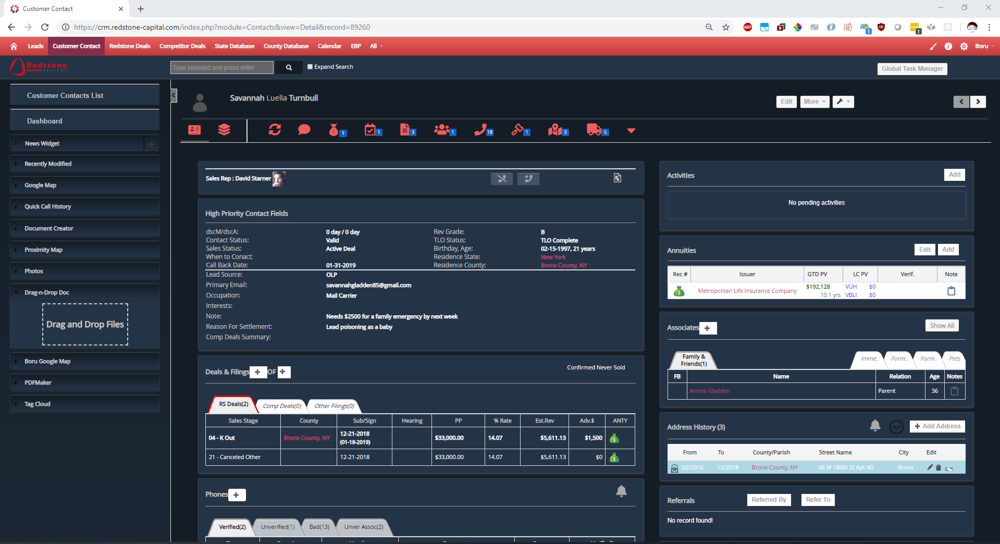 Customer Contact
https://crm.redstone-capital.com/index.php?module=Contacts&view=Detail&record=89260
ABP
1
1
Leads Customer Contact Redstone Deals Competitor Deals State Database County Database Calendar ERP All Boru
Redstone
CAPITAL
Type keyword and press enter
Expand Search
Global Task Manager
Customer Contacts List
Dashboard
News Widget
Recently Modified
Google Map
Quick Call History
Document Creator
Proximity Map
Photos
Drag-n-Drop Doc
Drag and Drop Files
Boru Google Map
PDFMaker
Tag Cloud
Savannah Luella Turnbull
Edit More
1 1 3 1 18 1 3 5
Sales Rep : David Starner
High Priority Contact Fields
dscM/dscA: 0 day / 0 day Rev Grade: B
Contact Status: Valid TLO Status: TLO Complete
Sales Status: Active Deal Birthday, Age: 02-15-1997, 21 years
When to Conact: Residence State: New York
Call Back Date: 01-31-2019 Residence County: Bronx County, NY
Lead Source: OLP
Primary Email: savannahgladden85@gmail.com
Occupation: Mail Carrier
Interests:
Note: Needs $2500 for a family emergency by next week
Reason For Settlement: Lead poisoning as a baby
Comp Deals Summary:
Deals & Filings + OF + Confirmed Never Sold
RS Deals(2) Comp Deals(0) Other Filings(0)
Sales Stage County Sub/Sign Hearing PP % Rate Est.Rev Adv.$ ANTY
04 - K Out Bronx County, NY 12-21-2018 (01-18-2019) $33,000.00 14.07 $5,611.13 $1,500
21 - Canceled Other 12-21-2018 $33,000.00 14.07 $5,611.13 $0
Phones +
Verified(2) Unverified(1) Bad(13) Unver Assoc(2)
Activities Add
No pending activities
Annuities Edit Add
Rec # Issuer GTD PV LC PV Verif. Note
Metropolitan Life Insurance Company $192,128 VUH $0
10.1 yrs VBLI $0
Associates + Show All
Family & Friends(1) Imme.. Form.. Form.. Pets
FB Name Relation Age Notes
Amina Gladden Parent 36
Address History (3) + Add Address
From To County/Parish Street Name City Edit
02/2016 12/2018 Bronx County, NY 56 W 180th St Apt 4D Bronx
Referrals Referred By Refer To
No record found!